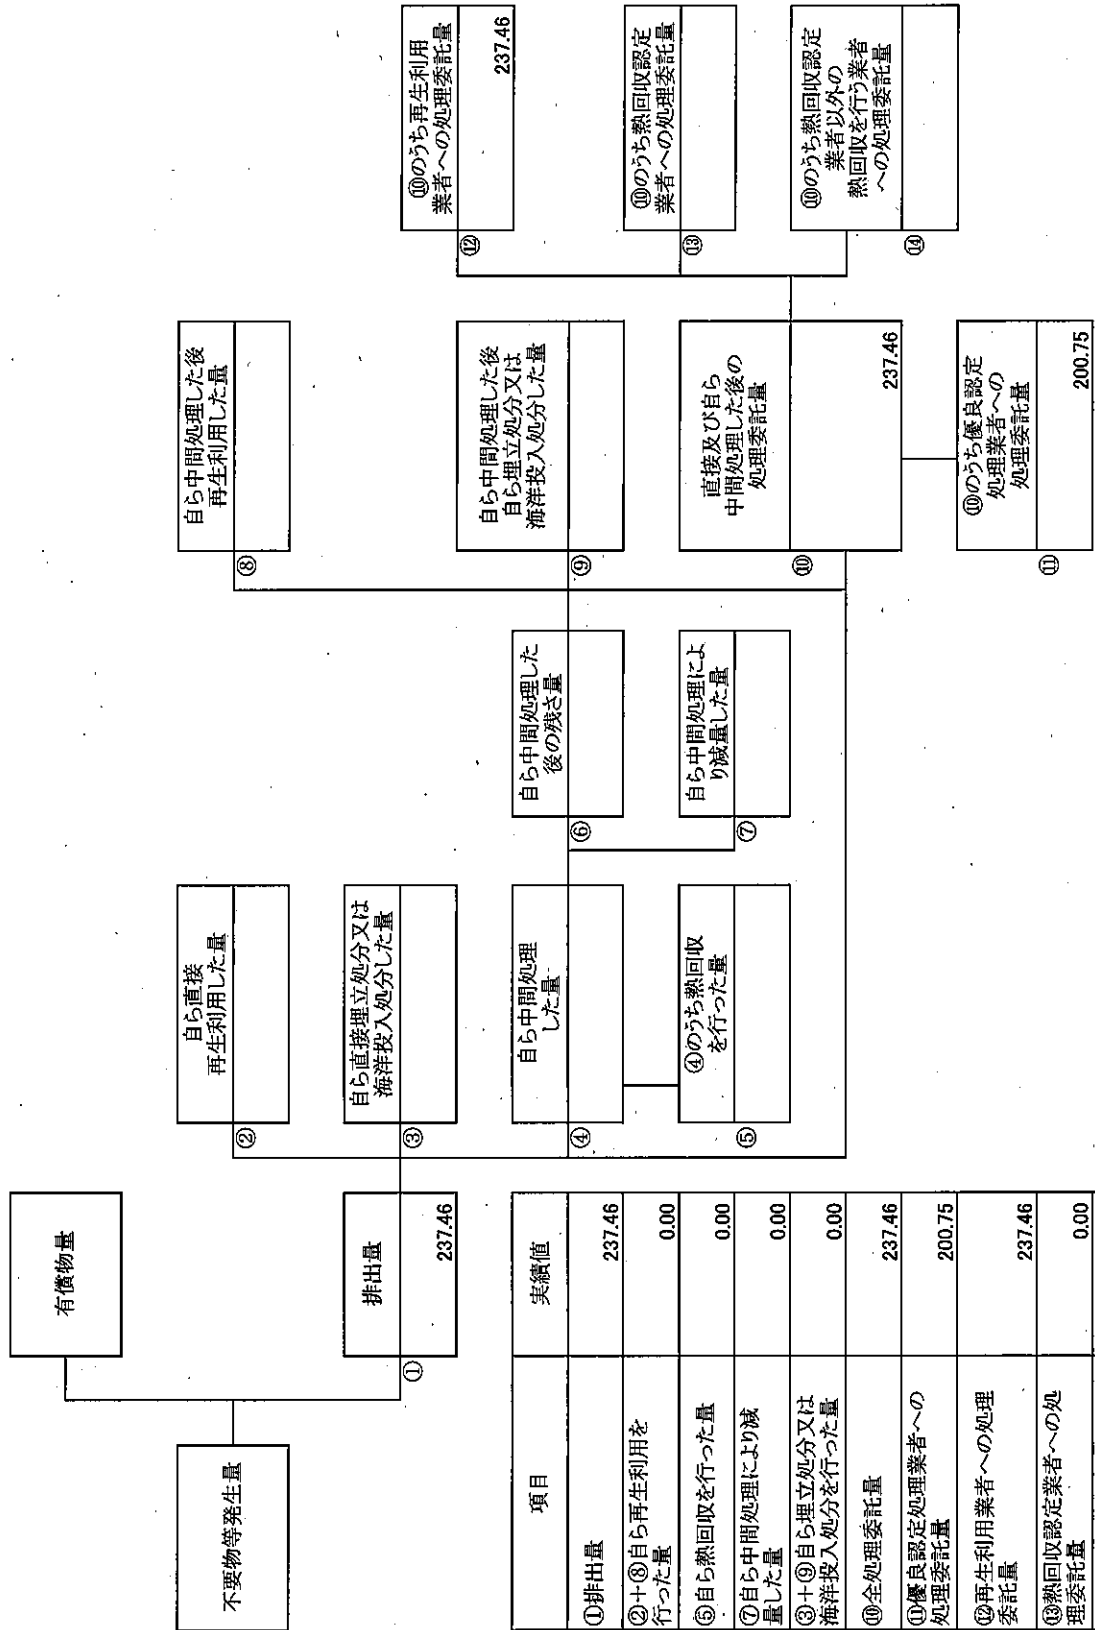 不要物等発生量
有償物量
排出量
①
237.46
②
自ら直接
再生利用した量
③
自ら直接埋立処分又は
海洋投入処分した量
④
自ら中間処理
した量
⑤
④のうち熱回収
を行った量
⑥
自ら中間処理した
後の残さ量
⑦
自ら中間処理によ
り減量した量
⑧
自ら中間処理した後
再生利用した量
⑨
自ら中間処理した後
自ら埋立処分又は
海洋投入処分した量
⑩
直接及び自ら
中間処理した後の
処理委託量
237.46
⑪
⑩のうち優良認定
処理業者への
処理委託量
200.75
⑫
⑩のうち再生利用
業者への処理委託量
237.46
⑬
⑩のうち熱回収認定
業者への処理委託量
⑭
⑩のうち熱回収認定
業者以外の
熱回収を行う業者
への処理委託量
項目 実績値
①排出量 237.46
②+⑧自ら再生利用を
行った量 0.00
⑤自ら熱回収を行った量 0.00
⑦自ら中間処理により減
量した量 0.00
③+⑨自ら埋立処分又は
海洋投入処分を行った量 0.00
⑩全処理委託量 237.46
⑪優良認定処理業者への
処理委託量 200.75
⑫再生利用業者への処理
委託量 237.46
⑬熱回収認定業者への処
理委託量 0.00